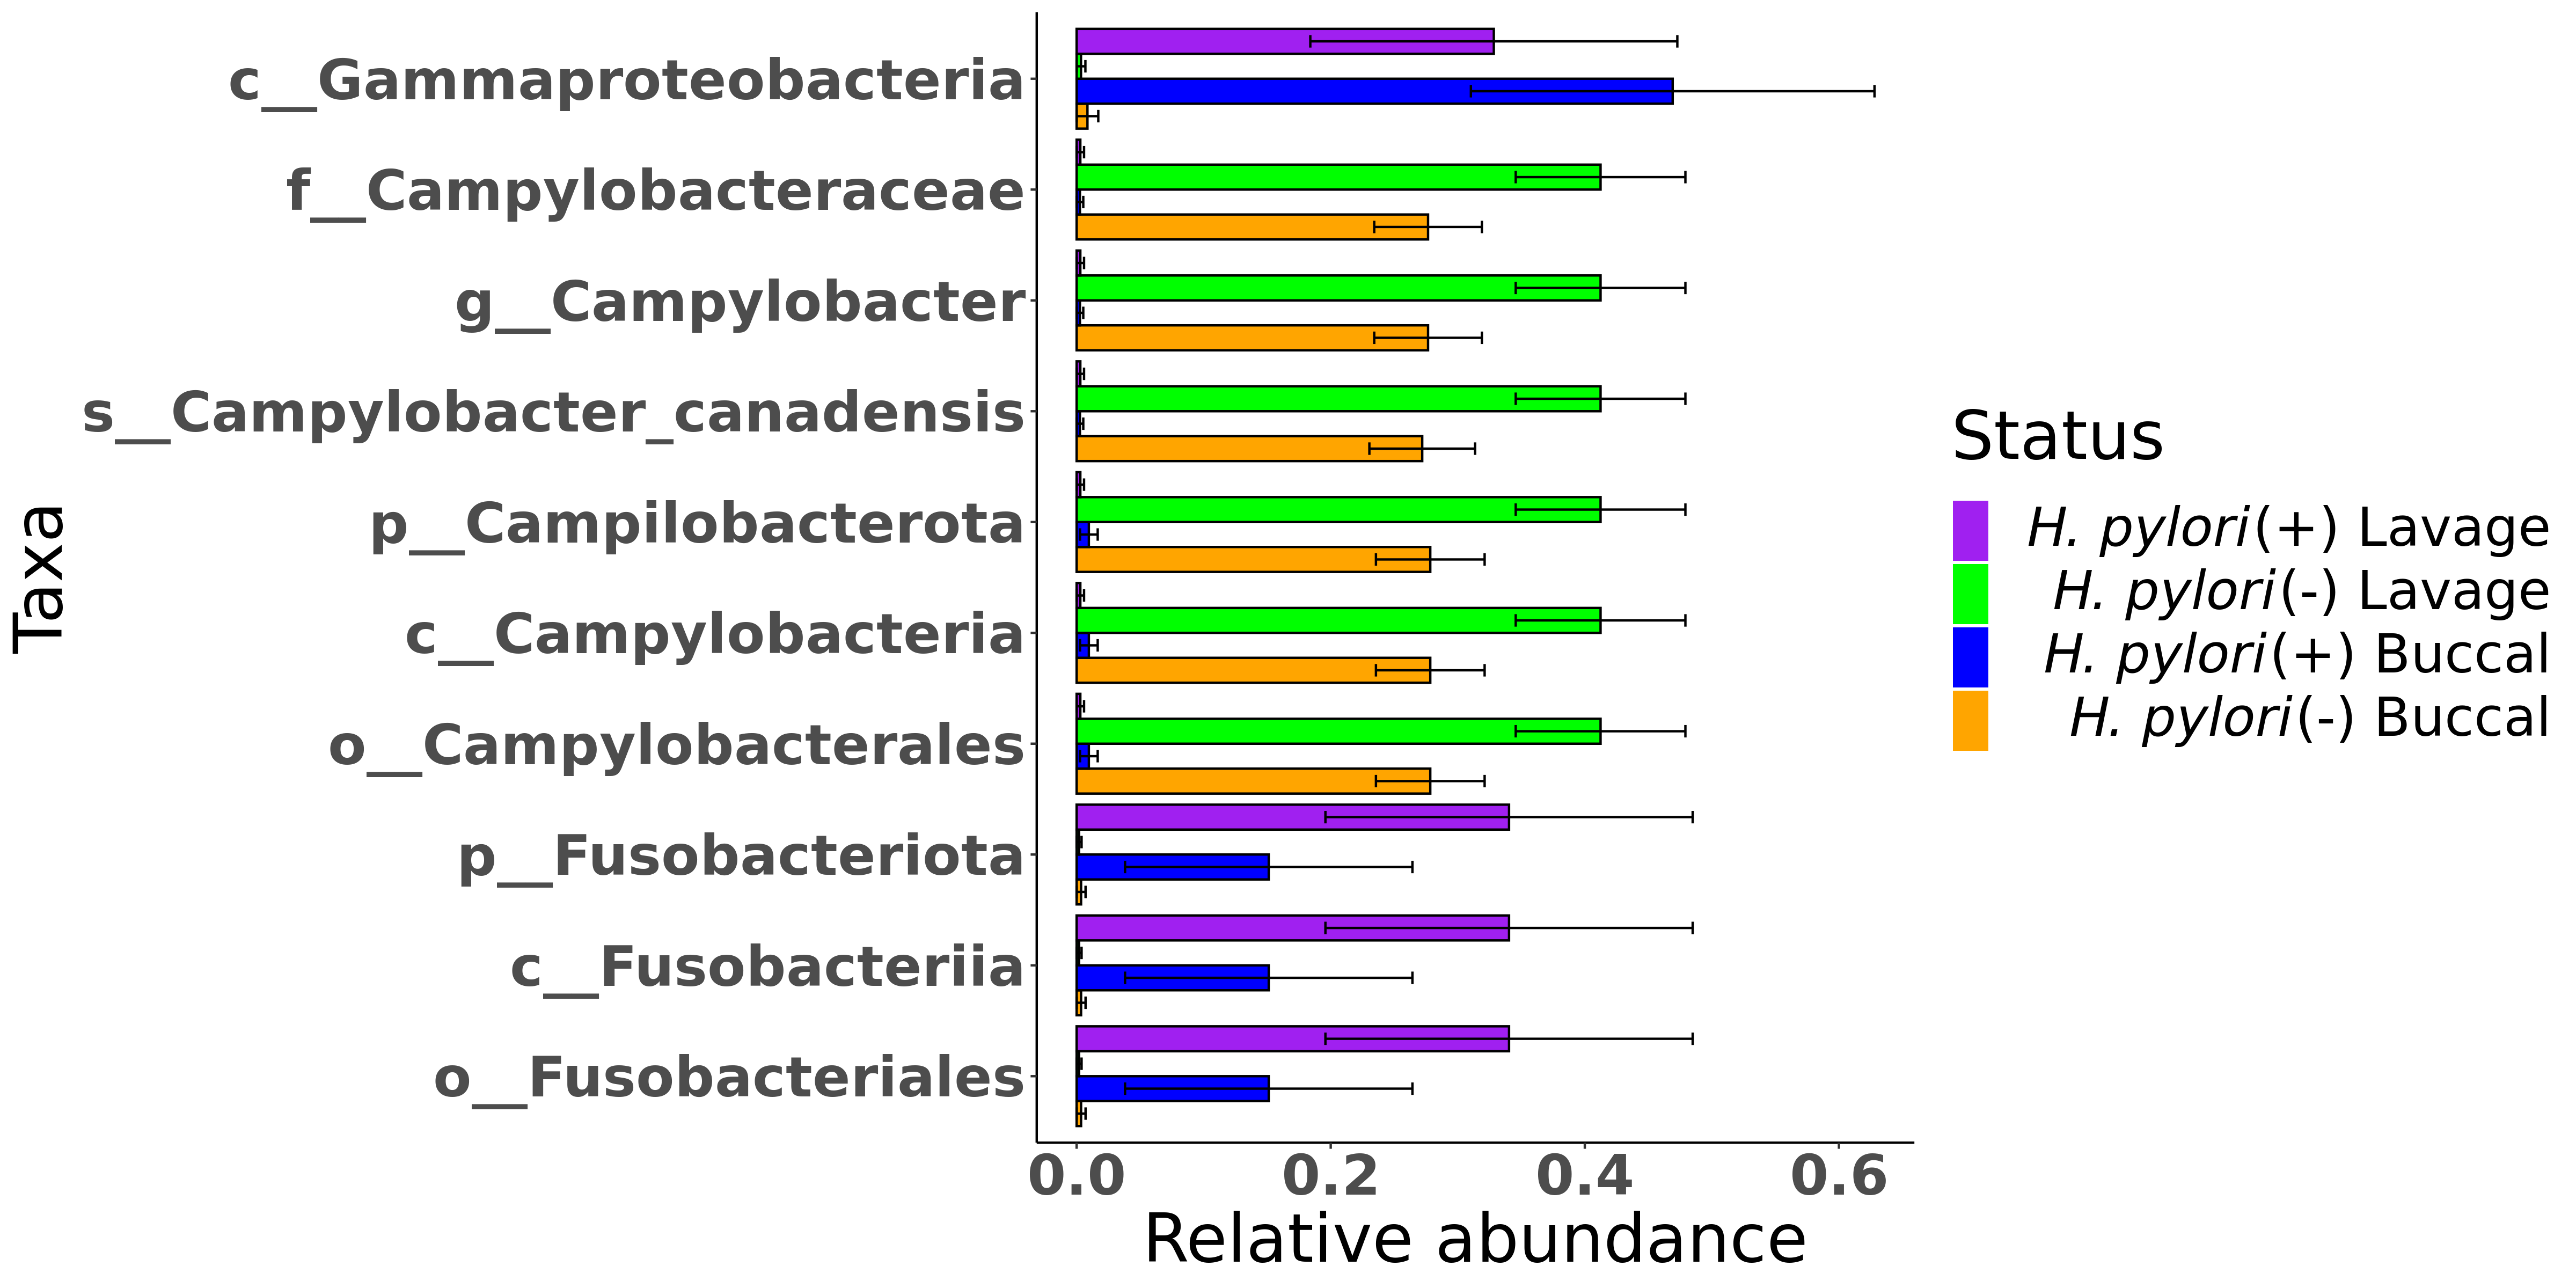 c__Gammaproteobacteria
f__Campylobacteraceae
g__Campylobacter
s__Campylobacter_canadensis
p__Campilobacterota
c__Campylobacteria
o__Campylobacterales
p__Fusobacteriota
c__Fusobacteriia
o__Fusobacteriales
Taxa
0.0 0.2 0.4 0.6
Relative abundance
Status
H. pylori(+) Lavage
H. pylori(-) Lavage
H. pylori(+) Buccal
H. pylori(-) Buccal